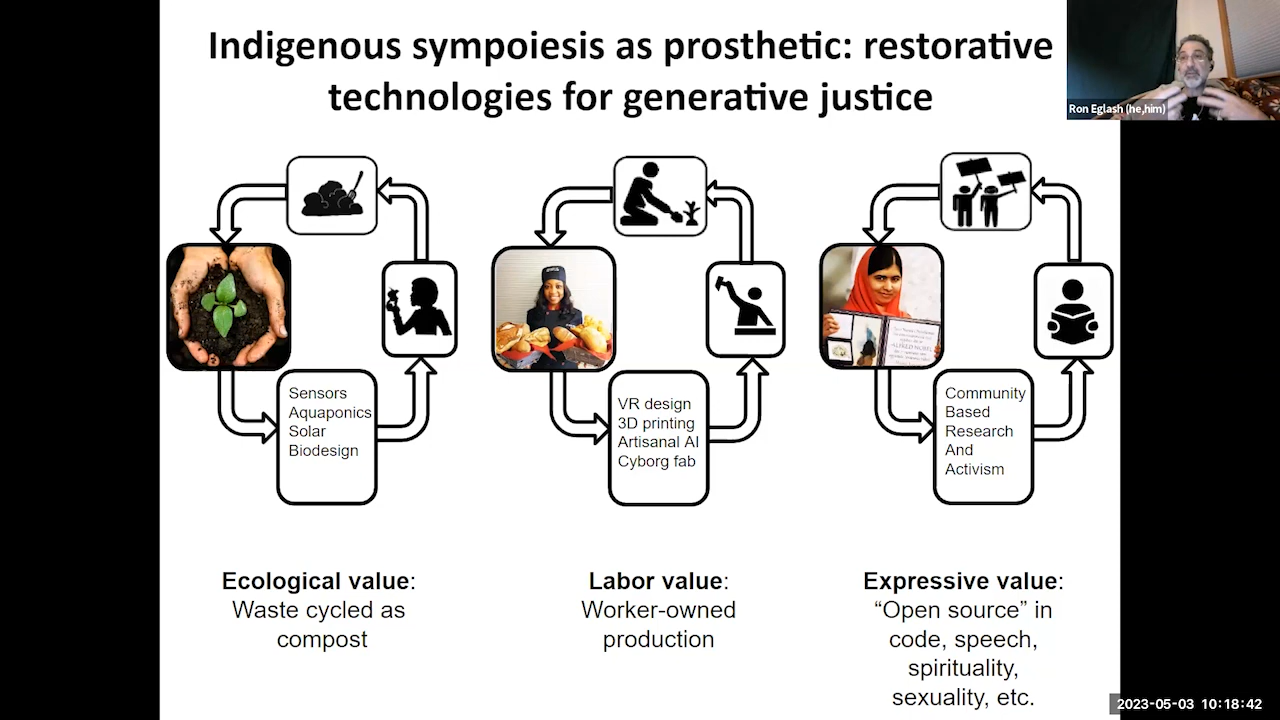 Indigenous sympoiesis as prosthetic: restorative
technologies for generative justice
Ron Eglash (he,him)
Sensors
Aquaponics
Solar
Biodesign
VR design
3D printing
Artisanal AI
Cyborg fab
Community
Based
Research
And
Activism
ALFRED NOBEL
Ecological value:
Waste cycled as
compost
Labor value:
Worker-owned
production
Expressive value:
“Open source” in
code, speech,
spirituality,
sexuality, etc.
2023-05-03 10:18:42